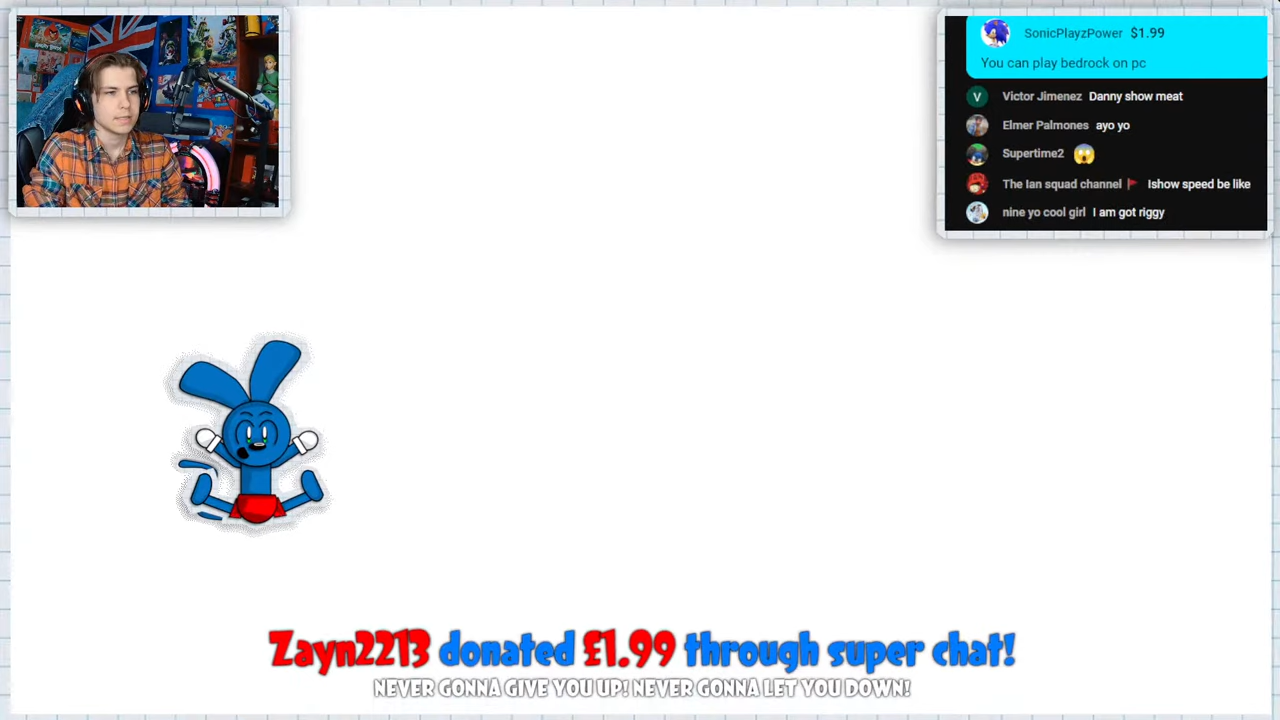 SonicPlayzPower $1.99
You can play bedrock on pc
V Victor Jimenez Danny show meat
Elmer Palmones ayo yo
Supertime2 😱
The Ian squad channel 🚩 Ishow speed be like
nine yo cool girl I am got riggy
Zayn2213 donated £1.99 through super chat!
NEVER GONNA GIVE YOU UP! NEVER GONNA LET YOU DOWN!